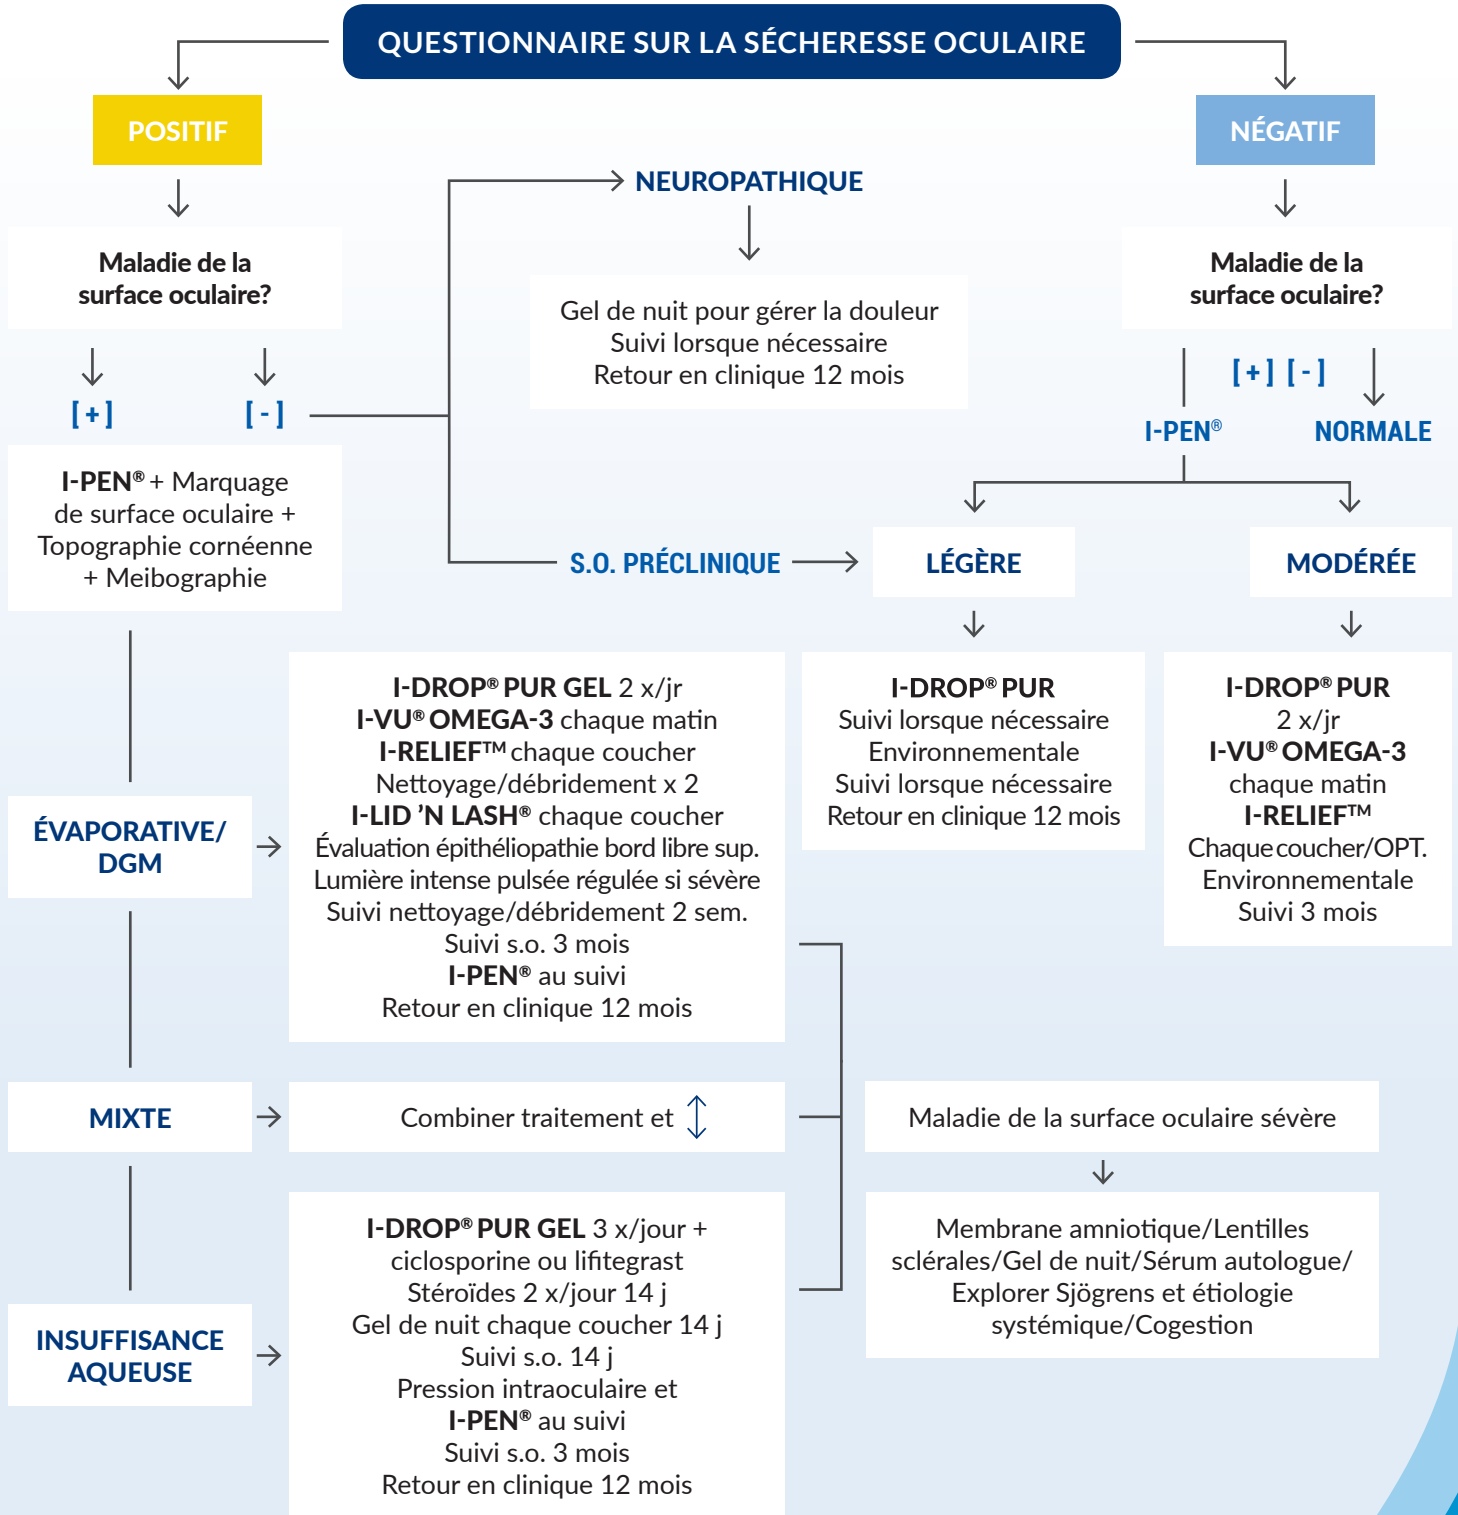 QUESTIONNAIRE SUR LA SÉCHERESSE OCULAIRE
POSITIF
NÉGATIF
NEUROPATHIQUE
Maladie de la
surface oculaire?
Gel de nuit pour gérer la douleur
Suivi lorsque nécessaire
Retour en clinique 12 mois
Maladie de la
surface oculaire?
[ + ]
[ - ]
[ + ] [ - ]
I-PEN®
NORMALE
I-PEN® + Marquage
de surface oculaire +
Topographie cornéenne
+ Meibographie
S.O. PRÉCLINIQUE
LÉGÈRE
MODÉRÉE
I-DROP® PUR GEL 2 x/jr
I-VU® OMEGA-3 chaque matin
I-RELIEF™ chaque coucher
Nettoyage/débridement x 2
I-LID ’N LASH® chaque coucher
Évaluation épithéliopathie bord libre sup.
Lumière intense pulsée régulée si sévère
Suivi nettoyage/débridement 2 sem.
Suivi s.o. 3 mois
I-PEN® au suivi
Retour en clinique 12 mois
I-DROP® PUR
Suivi lorsque nécessaire
Environnementale
Suivi lorsque nécessaire
Retour en clinique 12 mois
I-DROP® PUR
2 x/jr
I-VU® OMEGA-3
chaque matin
I-RELIEF™
Chaque coucher/OPT.
Environnementale
Suivi 3 mois
ÉVAPORATIVE/
DGM
MIXTE
Combiner traitement et
Maladie de la surface oculaire sévère
I-DROP® PUR GEL 3 x/jour +
ciclosporine ou lifitegrast
Stéroïdes 2 x/jour 14 j
Gel de nuit chaque coucher 14 j
Suivi s.o. 14 j
Pression intraoculaire et
I-PEN® au suivi
Suivi s.o. 3 mois
Retour en clinique 12 mois
Membrane amniotique/Lentilles
sclérales/Gel de nuit/Sérum autologue/
Explorer Sjögrens et étiologie
systémique/Cogestion
INSUFFISANCE
AQUEUSE